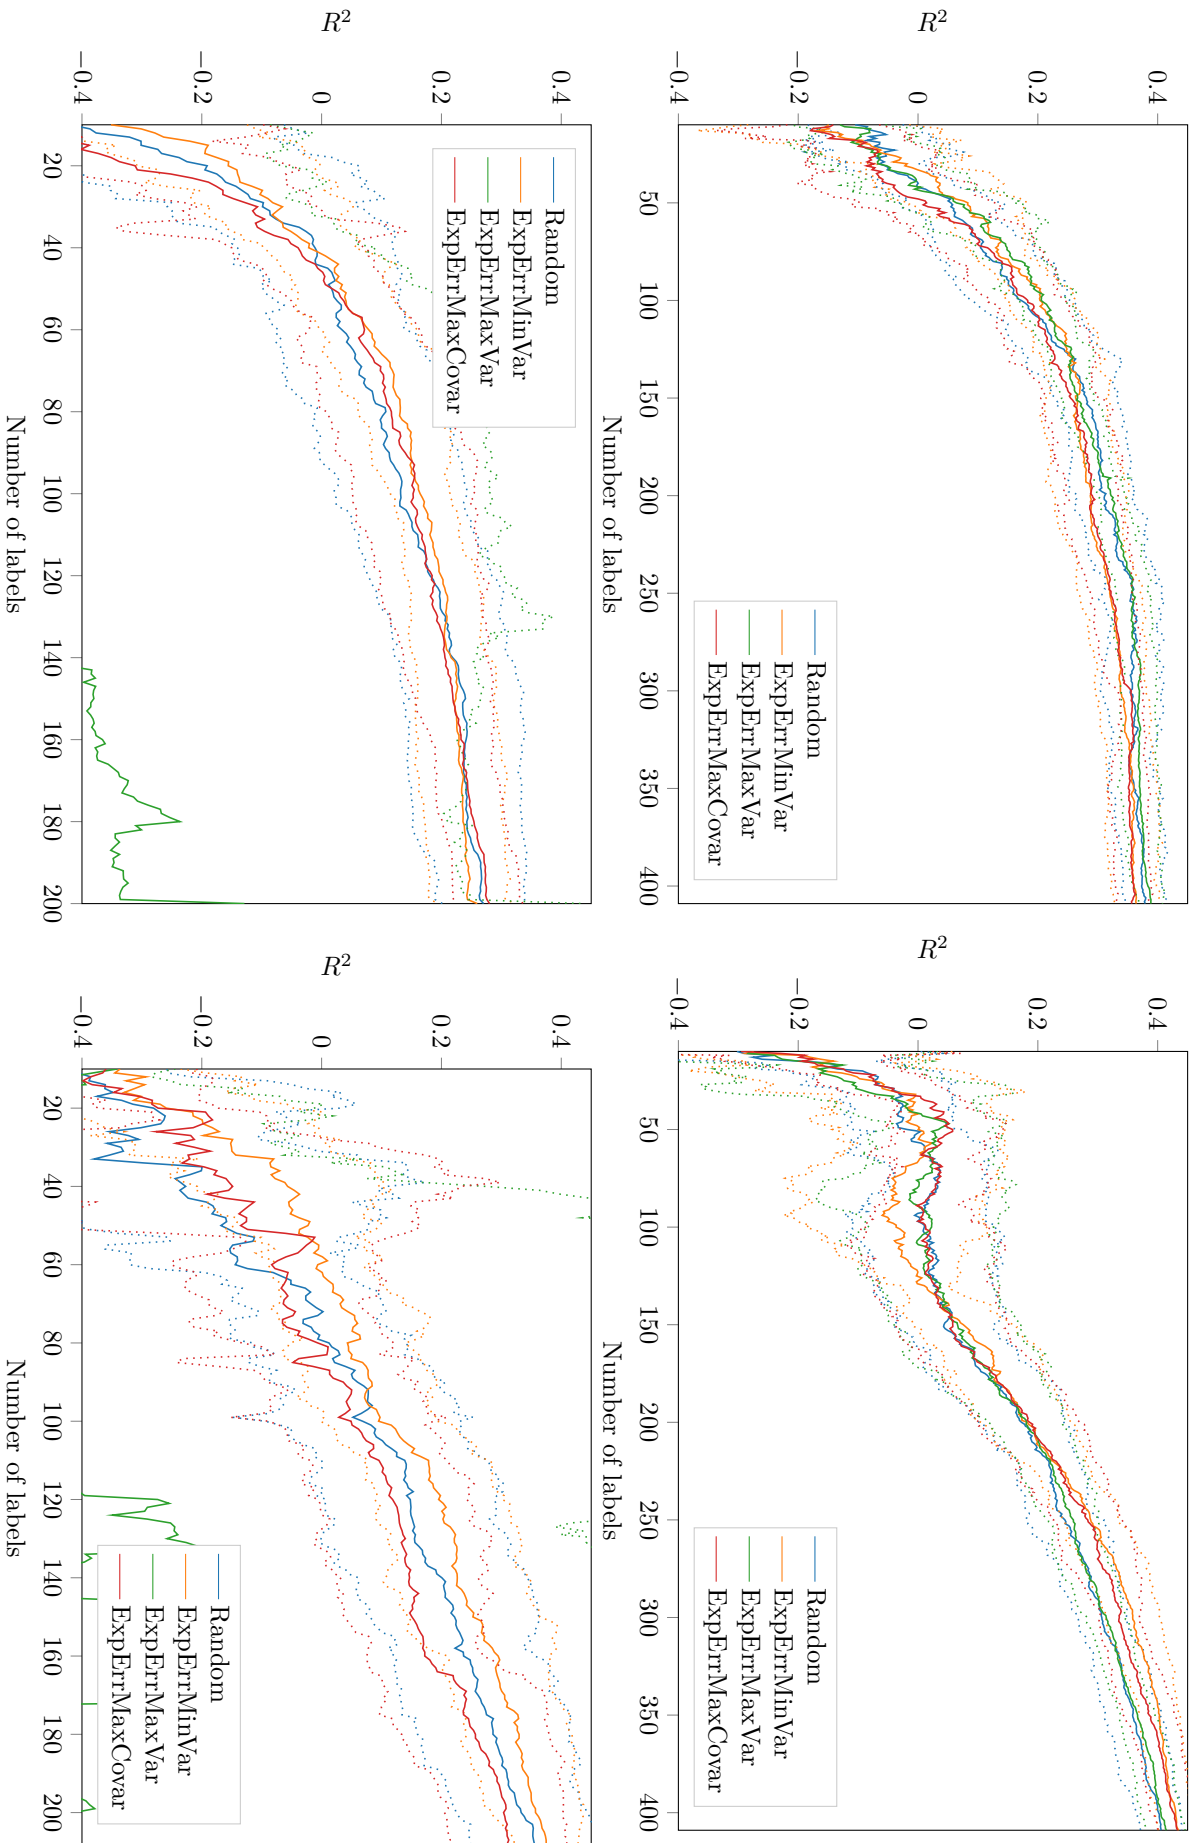 0.4
0.2
0
−0.2
−0.4
R²
Random
ExpErrMinVar
ExpErrMaxVar
ExpErrMaxCovar
50 100 150 200 250 300 350 400
Number of labels
0.4
0.2
0
−0.2
−0.4
R²
Random
ExpErrMinVar
ExpErrMaxVar
ExpErrMaxCovar
50 100 150 200 250 300 350 400
Number of labels
0.4
0.2
0
−0.2
−0.4
R²
Random
ExpErrMinVar
ExpErrMaxVar
ExpErrMaxCovar
20 40 60 80 100 120 140 160 180 200
Number of labels
0.4
0.2
0
−0.2
−0.4
R²
Random
ExpErrMinVar
ExpErrMaxVar
ExpErrMaxCovar
20 40 60 80 100 120 140 160 180 200
Number of labels